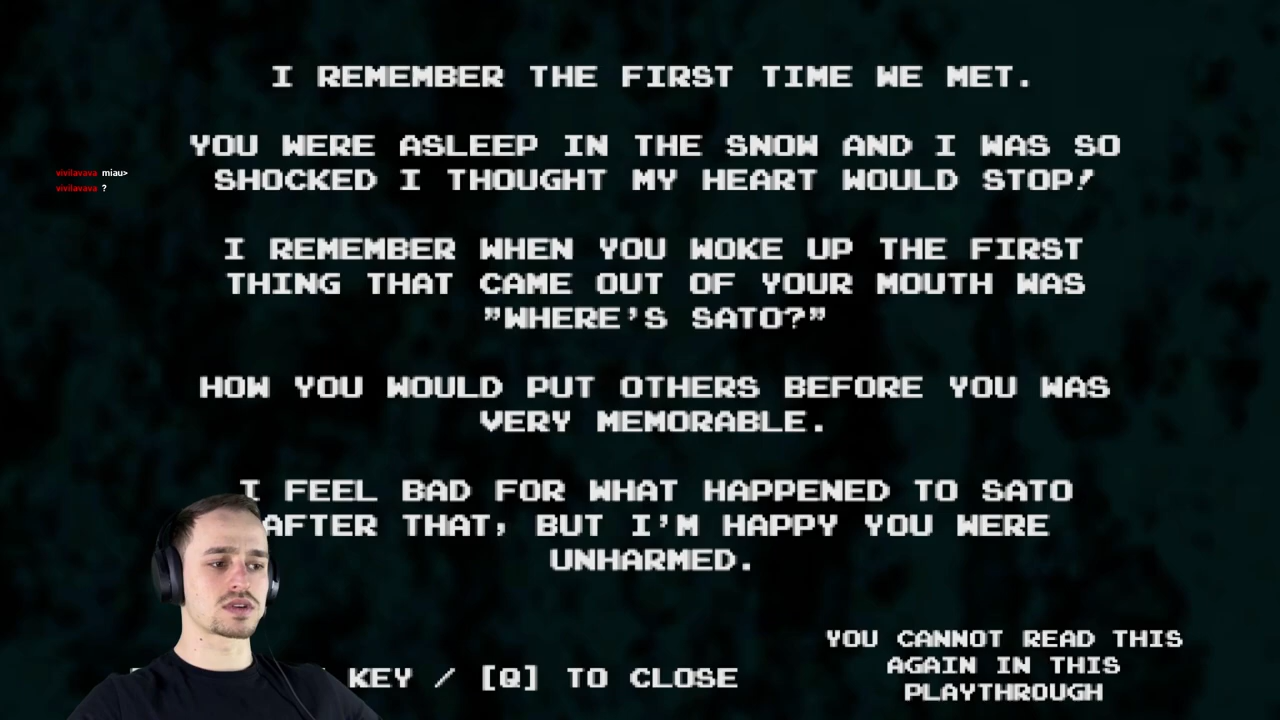 I REMEMBER THE FIRST TIME WE MET.
YOU WERE ASLEEP IN THE SNOW AND I WAS SO
SHOCKED I THOUGHT MY HEART WOULD STOP!
vivilavava miau>
vivilavava ?
I REMEMBER WHEN YOU WOKE UP THE FIRST
THING THAT CAME OUT OF YOUR MOUTH WAS
"WHERE'S SATO?"
HOW YOU WOULD PUT OTHERS BEFORE YOU WAS
VERY MEMORABLE.
I FEEL BAD FOR WHAT HAPPENED TO SATO
AFTER THAT, BUT I'M HAPPY YOU WERE
UNHARMED.
KEY / [Q] TO CLOSE
YOU CANNOT READ THIS
AGAIN IN THIS
PLAYTHROUGH